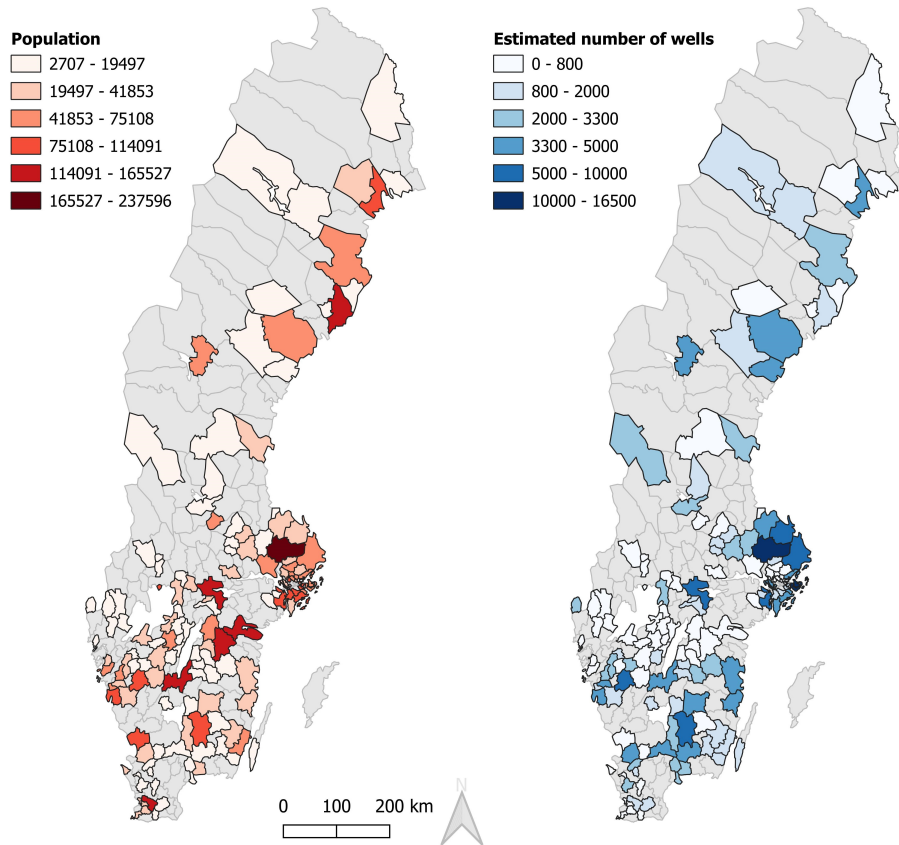 Population
2707 - 19497
19497 - 41853
41853 - 75108
75108 - 114091
114091 - 165527
165527 - 237596
Estimated number of wells
0 - 800
800 - 2000
2000 - 3300
3300 - 5000
5000 - 10000
10000 - 16500
N
0 100 200 km